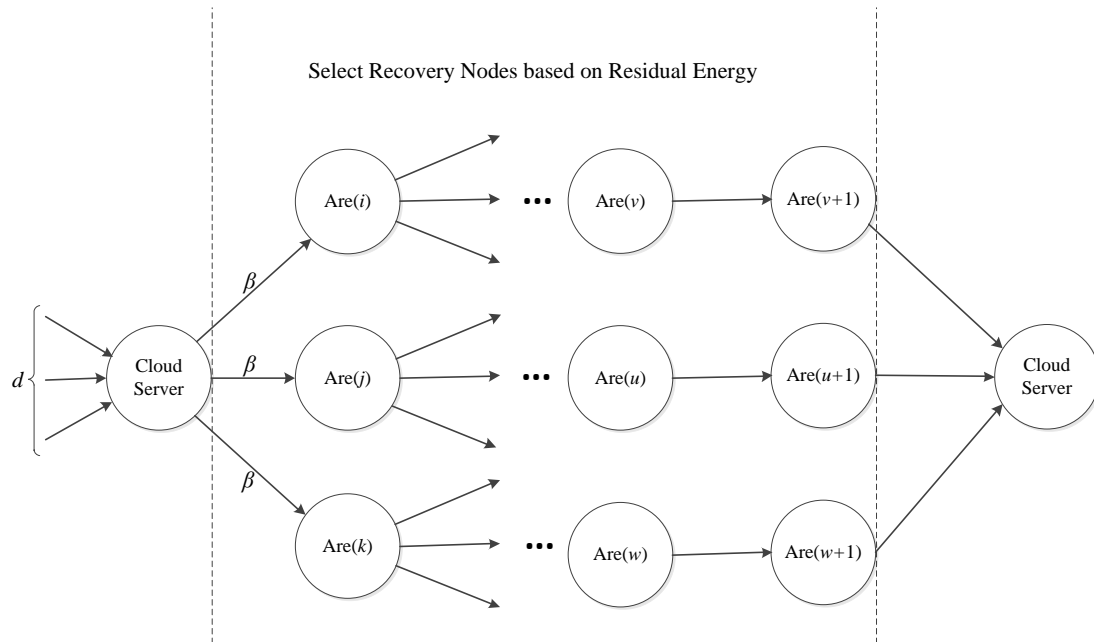 Select Recovery Nodes based on Residual Energy
Are(i)
•••
Are(v)
Are(v+1)
β
d
Cloud
Server
β
Are(j)
•••
Are(u)
Are(u+1)
Cloud
Server
β
Are(k)
•••
Are(w)
Are(w+1)